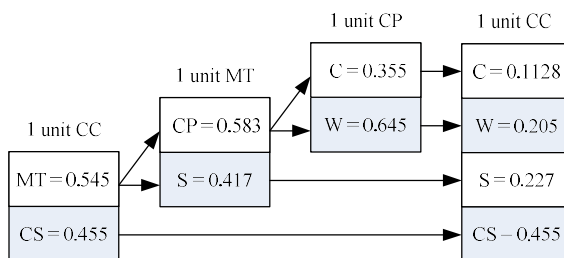 1 unit CP
1 unit CC
1 unit MT
C = 0.355
C = 0.1128
1 unit CC
CP = 0.583
W = 0.645
W = 0.205
MT = 0.545
S = 0.417
S = 0.227
CS = 0.455
CS – 0.455